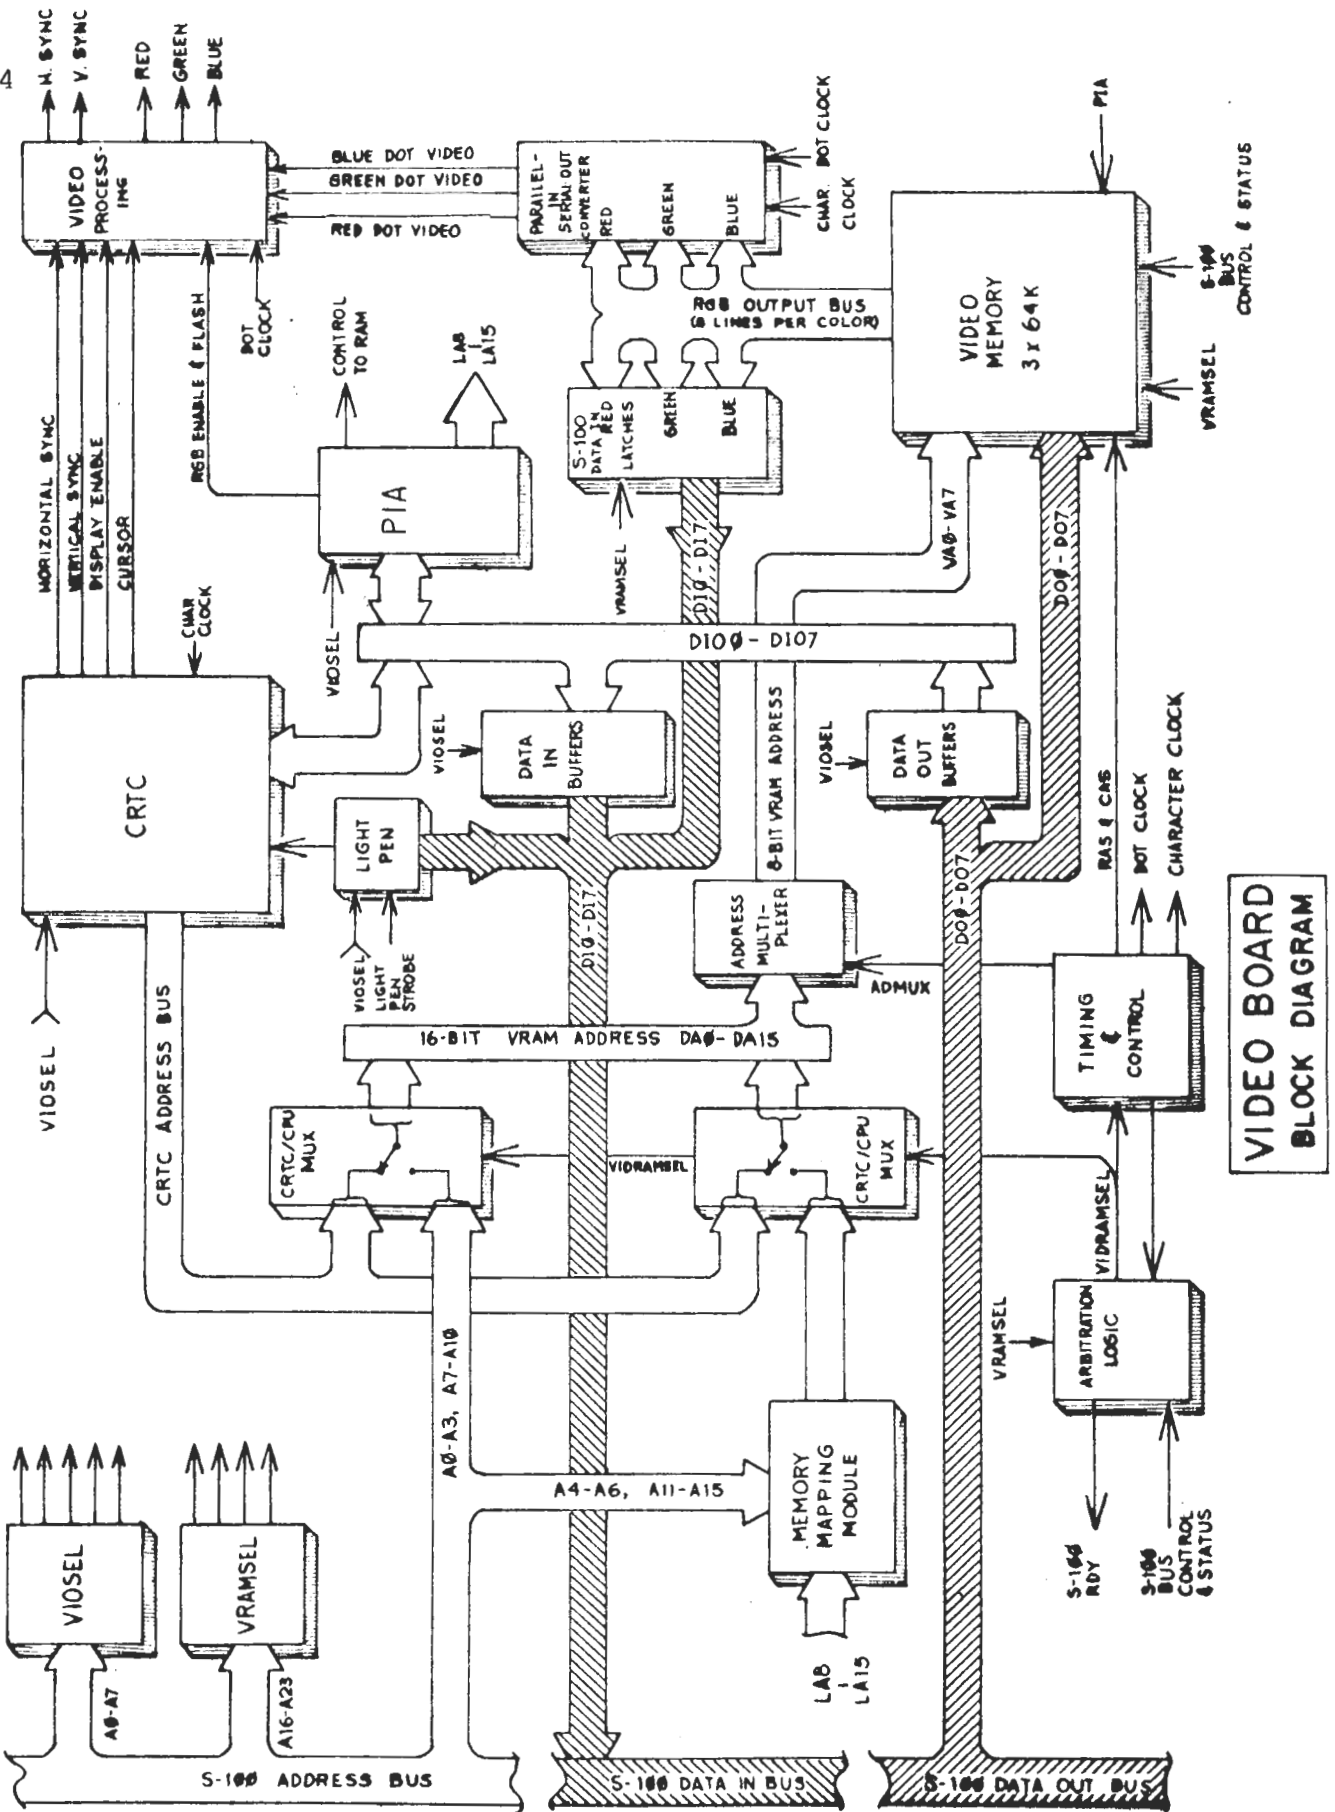 4
H. SYNC
V. SYNC
RED
GREEN
BLUE
VIDEO
PROCESS-
ING
BLUE DOT VIDEO
GREEN DOT VIDEO
RED DOT VIDEO
PARALLEL-
IN
SERIAL OUT
CONVERTER
RED
GREEN
BLUE
DOT CLOCK
CHAR.
CLOCK
PIA
S-100
BUS
CONTROL & STATUS
VRAMSEL
VIDEO
MEMORY
3 x 64K
RGB OUTPUT BUS
(8 LINES PER COLOR)
HORIZONTAL SYNC
VERTICAL SYNC
DISPLAY ENABLE
CURSOR
RGB ENABLE & FLASH
DOT
CLOCK
CONTROL
TO RAM
LA8
|
LA15
PIA
VIOSEL
S-100
DATA IN
RED
LATCHES
GREEN
BLUE
VRAMSEL
DI0 - DI7
VA0-VA7
DO0-DO7
CHAR
CLOCK
CRTC
VIOSEL
DIO0 - DIO7
VIOSEL
DATA
IN
BUFFERS
8-BIT VRAM ADDRESS
VIOSEL
DATA
OUT
BUFFERS
LIGHT
PEN
VIOSEL
LIGHT
PEN
STROBE
DI0-DI7
ADDRESS
MULTI-
PLEXER
ADMUX
DO0-DO7
RAS & CAS
DOT CLOCK
CHARACTER CLOCK
TIMING
&
CONTROL
CRTC ADDRESS BUS
16-BIT VRAM ADDRESS DA0-DA15
CRTC/CPU
MUX
VIDRAMSEL
CRTC/CPU
MUX
VIDRAMSEL
ARBITRATION
LOGIC
VRAMSEL
S-100
RDY
S-100
BUS
CONTROL
& STATUS
A0-A3, A7-A10
A4-A6, A11-A15
MEMORY
MAPPING
MODULE
LA8
|
LA15
VIOSEL
VRAMSEL
A0-A7
A16-A23
S-100 ADDRESS BUS
S-100 DATA IN BUS
S-100 DATA OUT BUS
VIDEO BOARD
BLOCK DIAGRAM